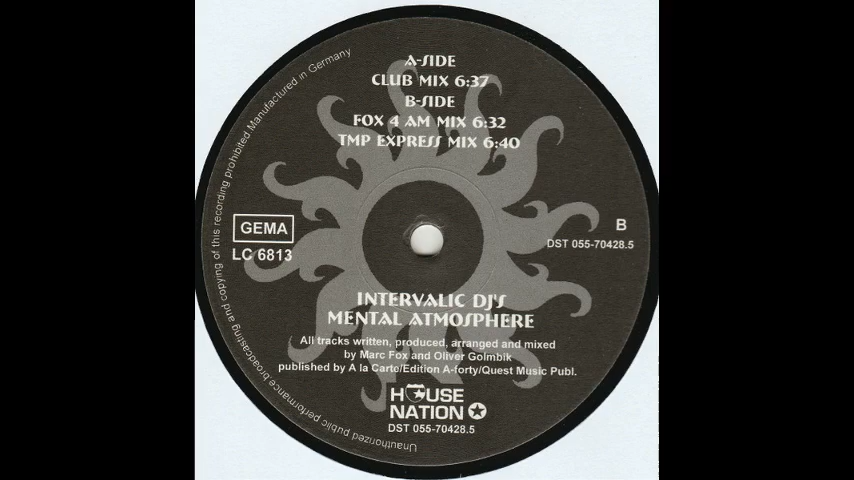 A-SIDE
CLUB MIX 6:37
B-SIDE
FOX 4 AM MIX 6:32
TMP EXPRESS MIX 6:40
GEMA
LC 6813
B
DST 055-70428.5
INTERVALIC DJ'S
MENTAL ATMOSPHERE
All tracks written, produced, arranged and mixed
by Marc Fox and Oliver Golmbik
published by A la Carte/Edition A-forty/Quest Music Publ.
HOUSE
NATION
DST 055-70428.5
Unauthorized public performance broadcasting and copying of this recording prohibited Manufactured in Germany